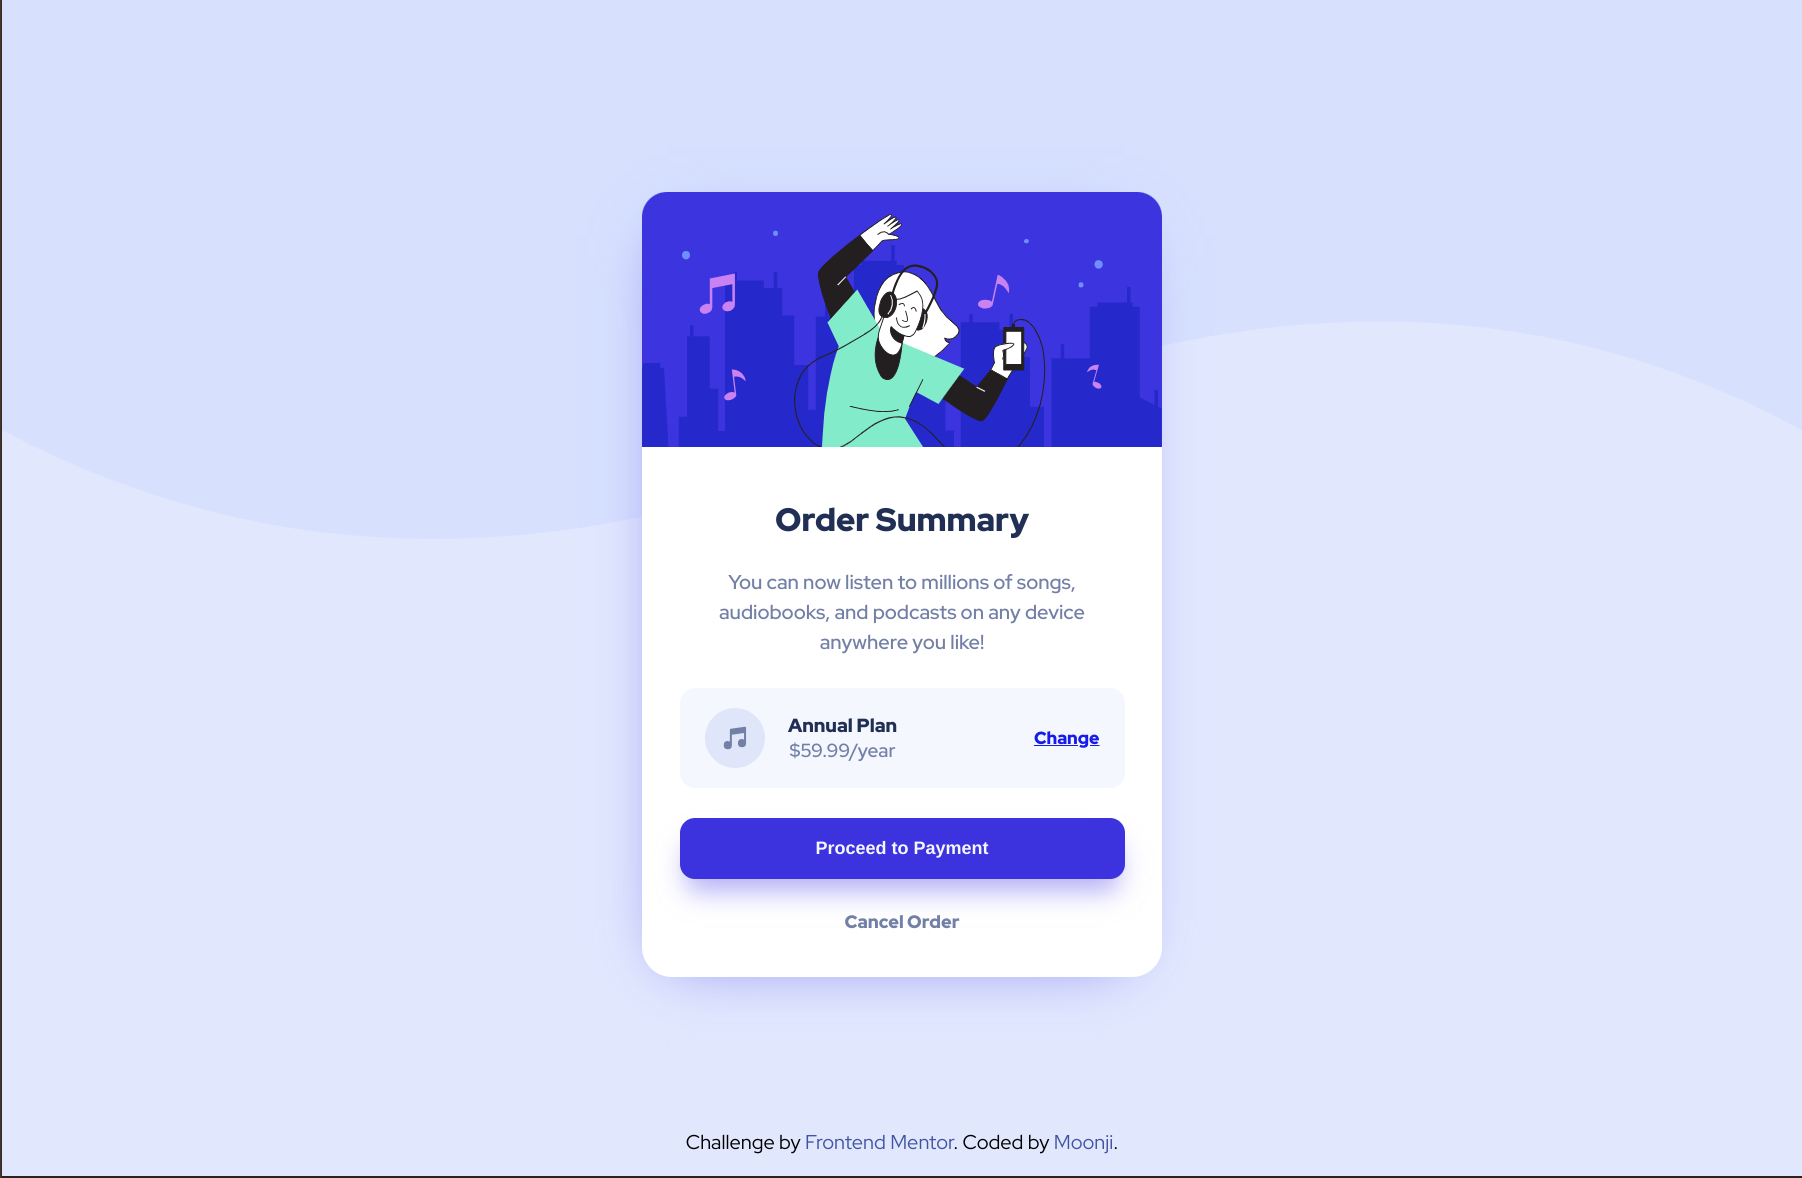 Order Summary
You can now listen to millions of songs,
audiobooks, and podcasts on any device
anywhere you like!
Annual Plan
$59.99/year
Change
Proceed to Payment
Cancel Order
Challenge by Frontend Mentor. Coded by Moonji.